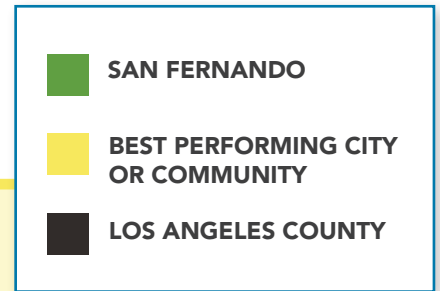 SAN FERNANDO
BEST PERFORMING CITY
OR COMMUNITY
LOS ANGELES COUNTY